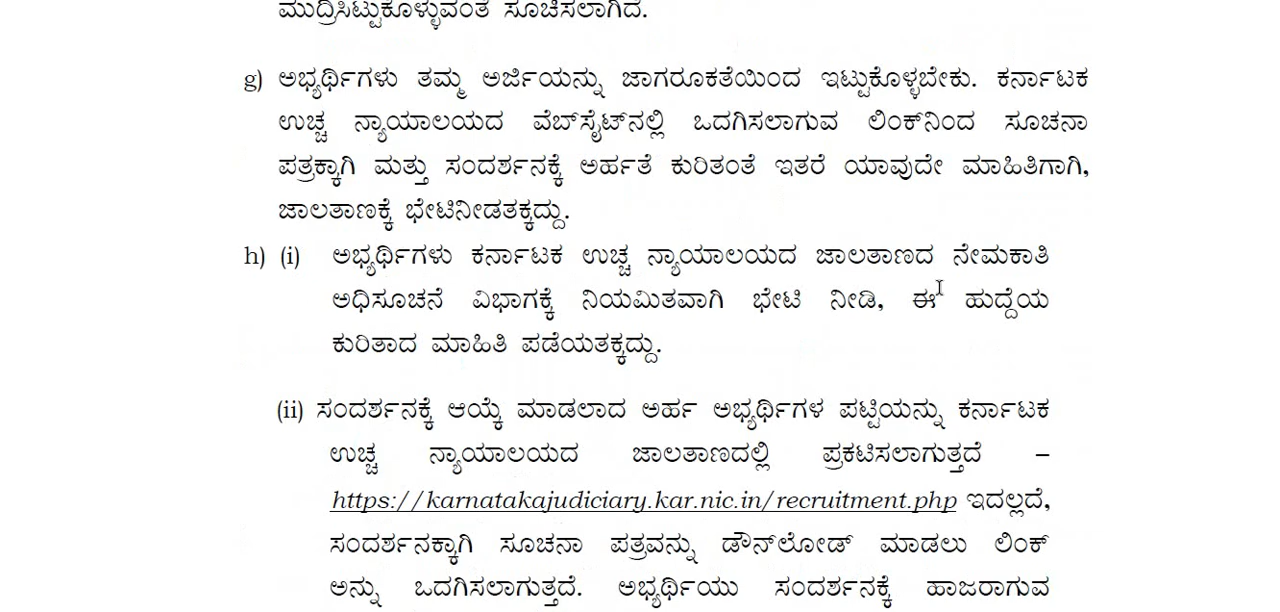 ಮುದ್ರಿಸಿಟ್ಟುಕೊಳ್ಳುವಂತೆ ಸೂಚಿಸಲಾಗಿದೆ.
g) ಅಭ್ಯರ್ಥಿಗಳು ತಮ್ಮ ಅರ್ಜಿಯನ್ನು ಜಾಗರೂಕತೆಯಿಂದ ಇಟ್ಟುಕೊಳ್ಳಬೇಕು. ಕರ್ನಾಟಕ
ಉಚ್ಚ ನ್ಯಾಯಾಲಯದ ವೆಬ್‌ಸೈಟ್‌ನಲ್ಲಿ ಒದಗಿಸಲಾಗುವ ಲಿಂಕ್‌ನಿಂದ ಸೂಚನಾ
ಪತ್ರಕ್ಕಾಗಿ ಮತ್ತು ಸಂದರ್ಶನಕ್ಕೆ ಅರ್ಹತೆ ಕುರಿತಂತೆ ಇತರೆ ಯಾವುದೇ ಮಾಹಿತಿಗಾಗಿ,
ಜಾಲತಾಣಕ್ಕೆ ಭೇಟಿನೀಡತಕ್ಕದ್ದು.
h) (i) ಅಭ್ಯರ್ಥಿಗಳು ಕರ್ನಾಟಕ ಉಚ್ಚ ನ್ಯಾಯಾಲಯದ ಜಾಲತಾಣದ ನೇಮಕಾತಿ
ಅಧಿಸೂಚನೆ ವಿಭಾಗಕ್ಕೆ ನಿಯಮಿತವಾಗಿ ಭೇಟಿ ನೀಡಿ, ಈ ಹುದ್ದೆಯ
ಕುರಿತಾದ ಮಾಹಿತಿ ಪಡೆಯತಕ್ಕದ್ದು.
(ii) ಸಂದರ್ಶನಕ್ಕೆ ಆಯ್ಕೆ ಮಾಡಲಾದ ಅರ್ಹ ಅಭ್ಯರ್ಥಿಗಳ ಪಟ್ಟಿಯನ್ನು ಕರ್ನಾಟಕ
ಉಚ್ಚ ನ್ಯಾಯಾಲಯದ ಜಾಲತಾಣದಲ್ಲಿ ಪ್ರಕಟಿಸಲಾಗುತ್ತದೆ –
https://karnatakajudiciary.kar.nic.in/recruitment.php ಇದಲ್ಲದೆ,
ಸಂದರ್ಶನಕ್ಕಾಗಿ ಸೂಚನಾ ಪತ್ರವನ್ನು ಡೌನ್‌ಲೋಡ್ ಮಾಡಲು ಲಿಂಕ್
ಅನ್ನು ಒದಗಿಸಲಾಗುತ್ತದೆ. ಅಭ್ಯರ್ಥಿಯು ಸಂದರ್ಶನಕ್ಕೆ ಹಾಜರಾಗುವ